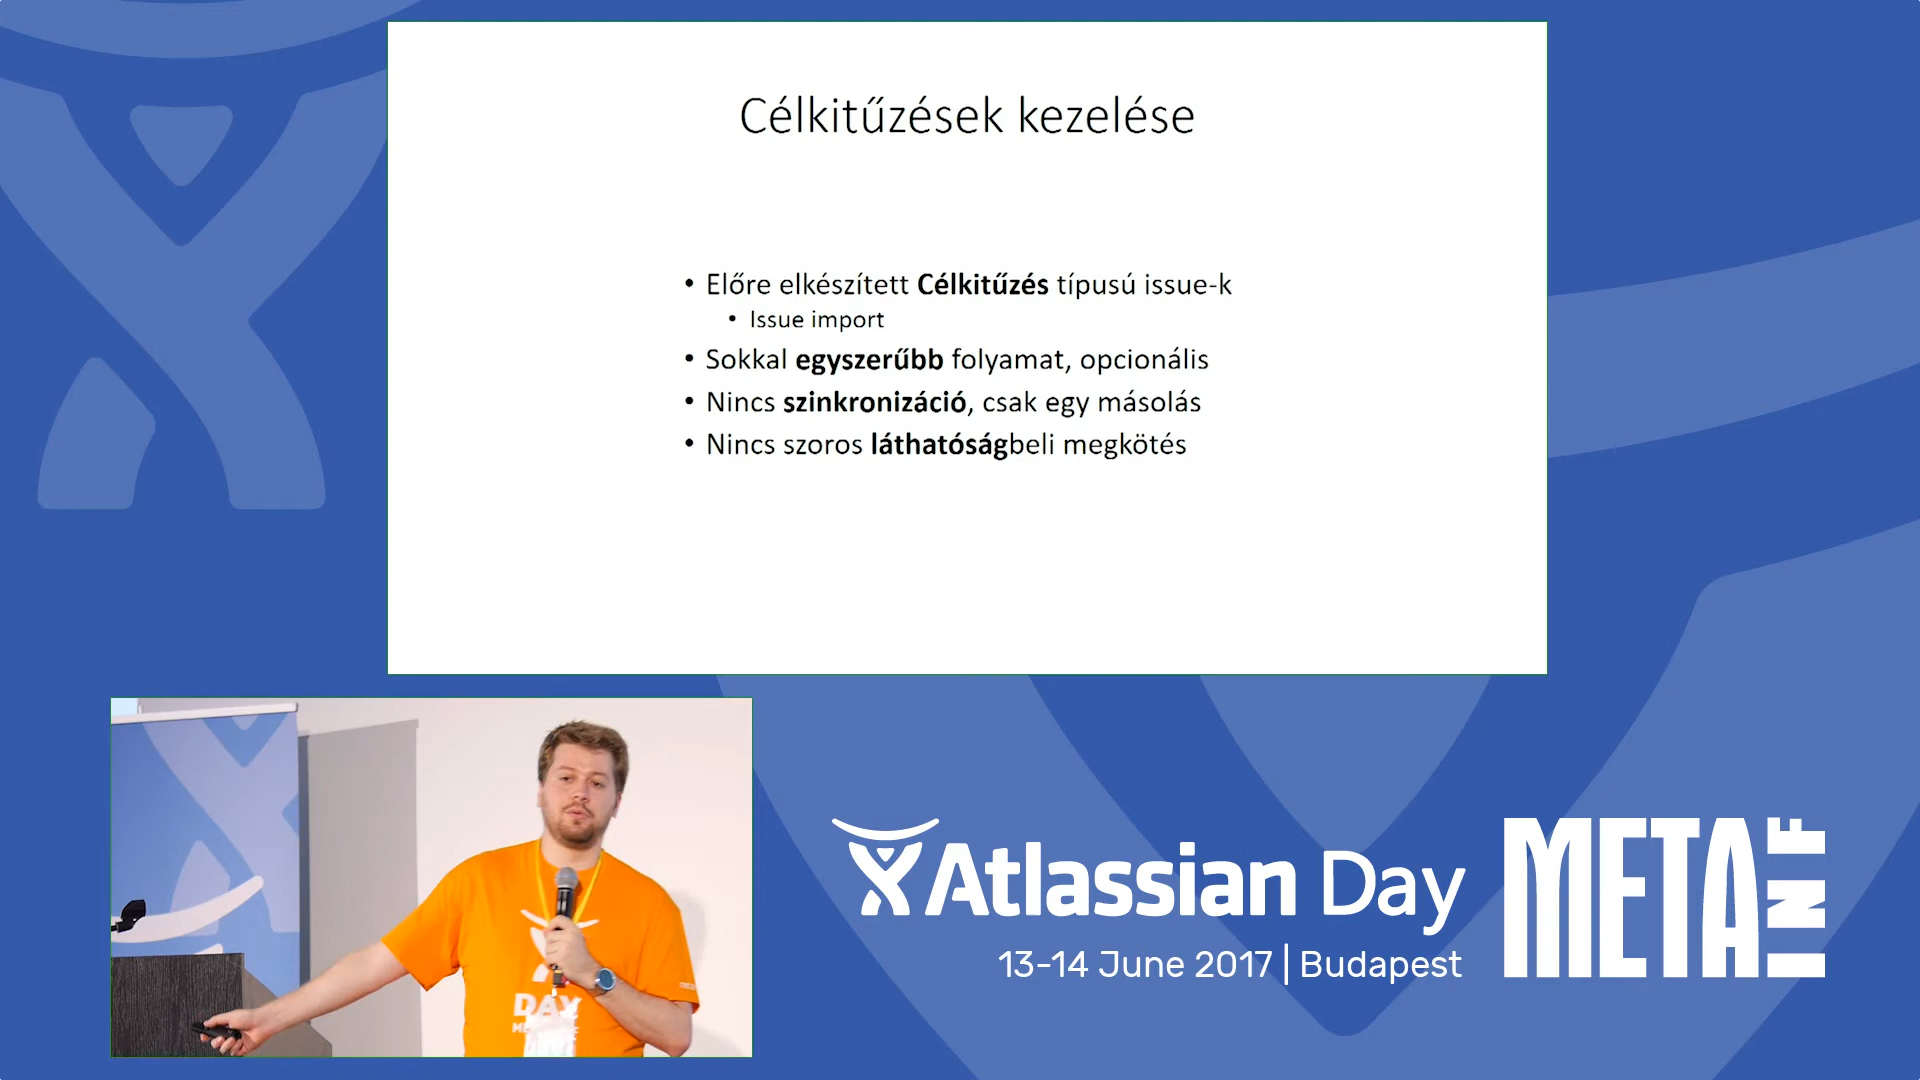 Célkitűzések kezelése
• Előre elkészített Célkitűzés típusú issue-k
• Issue import
• Sokkal egyszerűbb folyamat, opcionális
• Nincs szinkronizáció, csak egy másolás
• Nincs szoros láthatóságbeli megkötés
DAY
Atlassian Day
13-14 June 2017 | Budapest
META
INF